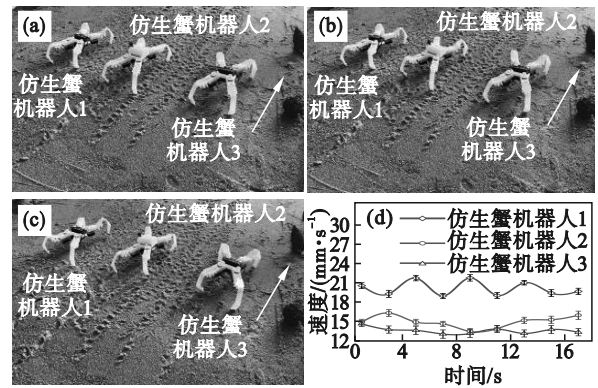 (a)
仿生蟹机器人2
仿生蟹
机器人1
仿生蟹
机器人3
(b)
仿生蟹机器人2
仿生蟹
机器人1
仿生蟹
机器人3
(c)
仿生蟹机器人2
仿生蟹
机器人1
仿生蟹
机器人3
(d)
仿生蟹机器人1
仿生蟹机器人2
仿生蟹机器人3
速度/(mm·s⁻¹)
30
27
24
21
18
15
12
0 4 8 12 16
时间/s